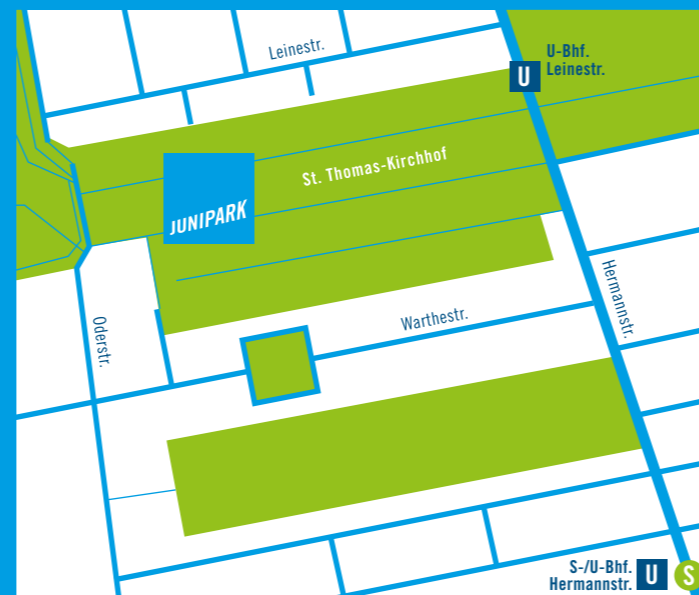 Leinestr.
U-Bhf.
Leinestr.
U
St. Thomas-Kirchhof
JUNIPARK
Hermannstr.
Oderstr.
Warthestr.
S-/U-Bhf.
Hermannstr.
U
S